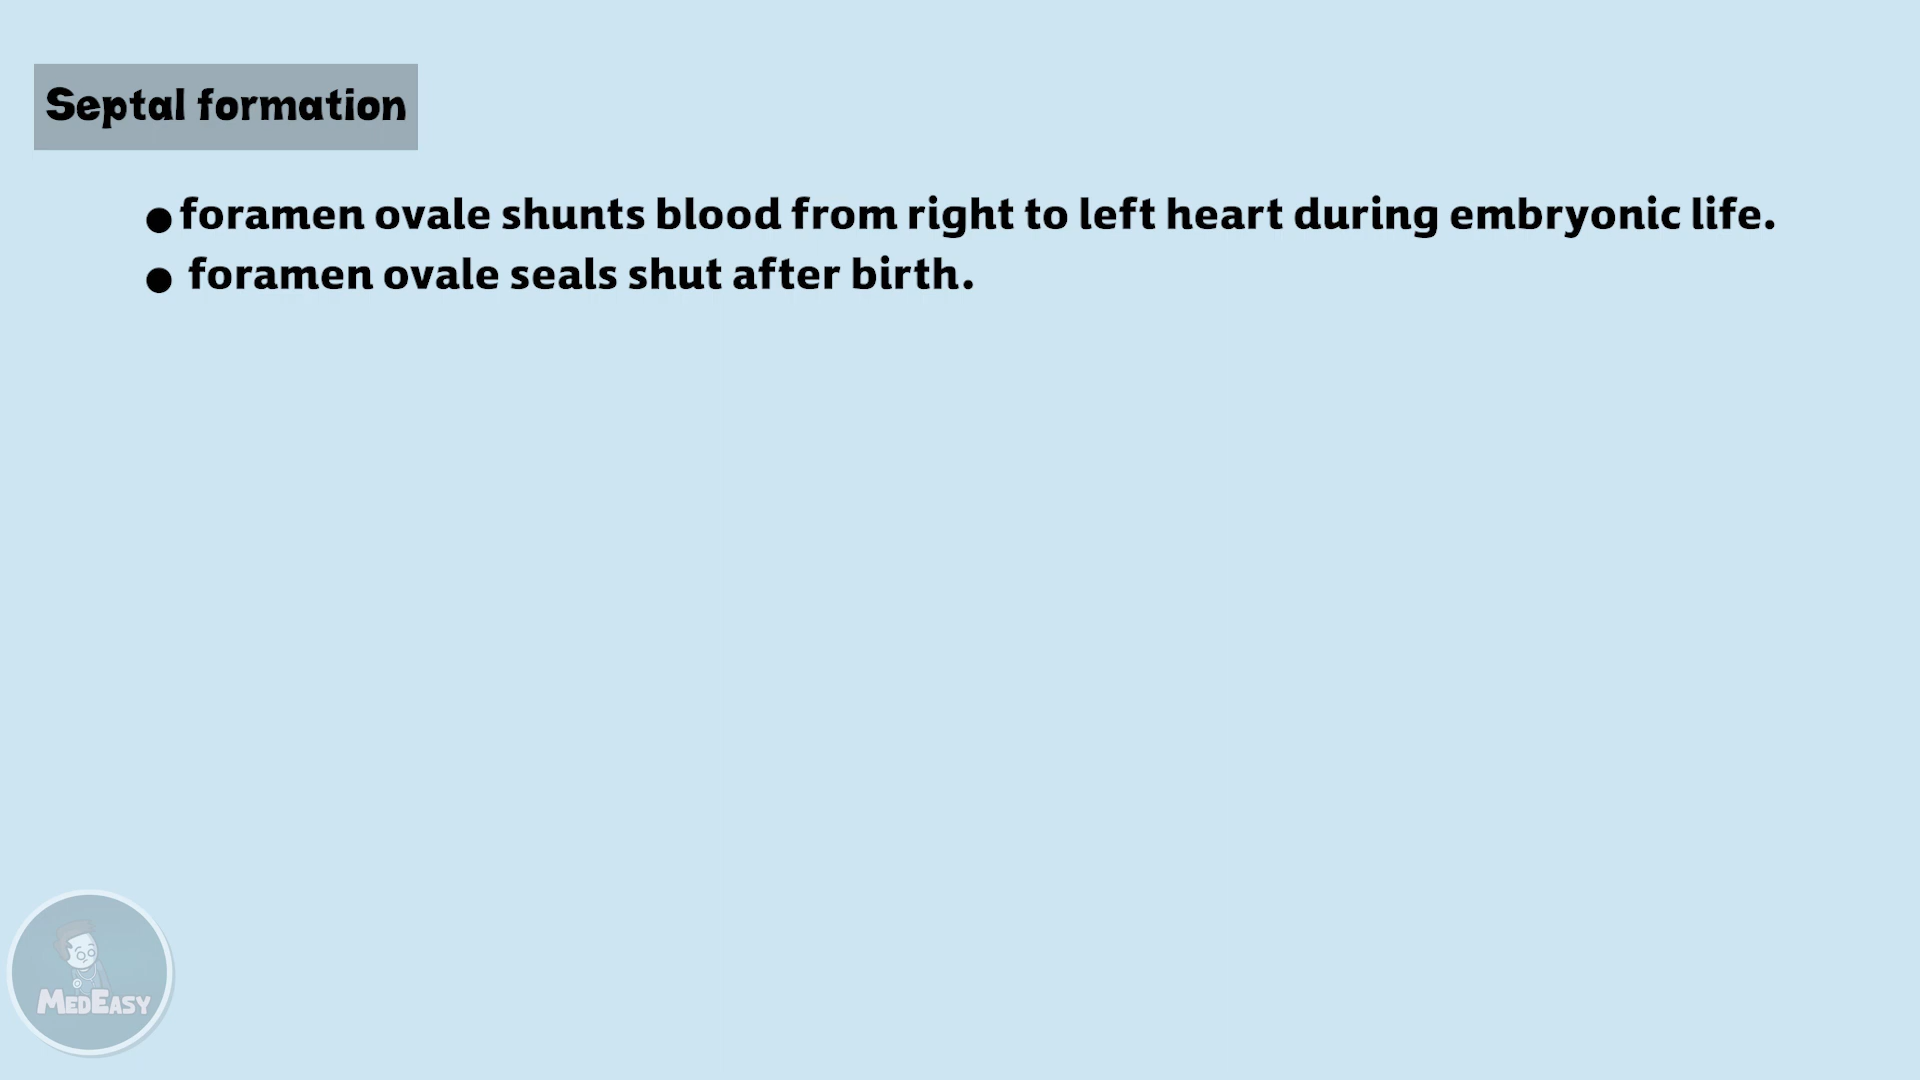 Septal formation
● foramen ovale shunts blood from right to left heart during embryonic life.
● foramen ovale seals shut after birth.
MEDEASY